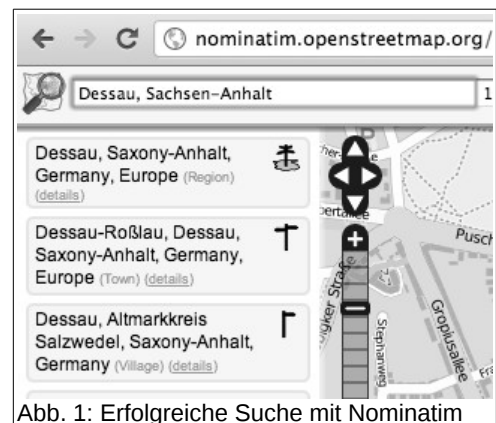 nominatim.openstreetmap.org/
Dessau, Sachsen-Anhalt
1
Dessau, Saxony-Anhalt,
Germany, Europe (Region)
(details)
Dessau-Roßlau, Dessau,
Saxony-Anhalt, Germany,
Europe (Town) (details)
Dessau, Altmarkkreis
Salzwedel, Saxony-Anhalt,
Germany (Village) (details)
P
Pusch
Gropiusallee
Stephanweg
Abb. 1: Erfolgreiche Suche mit Nominatim